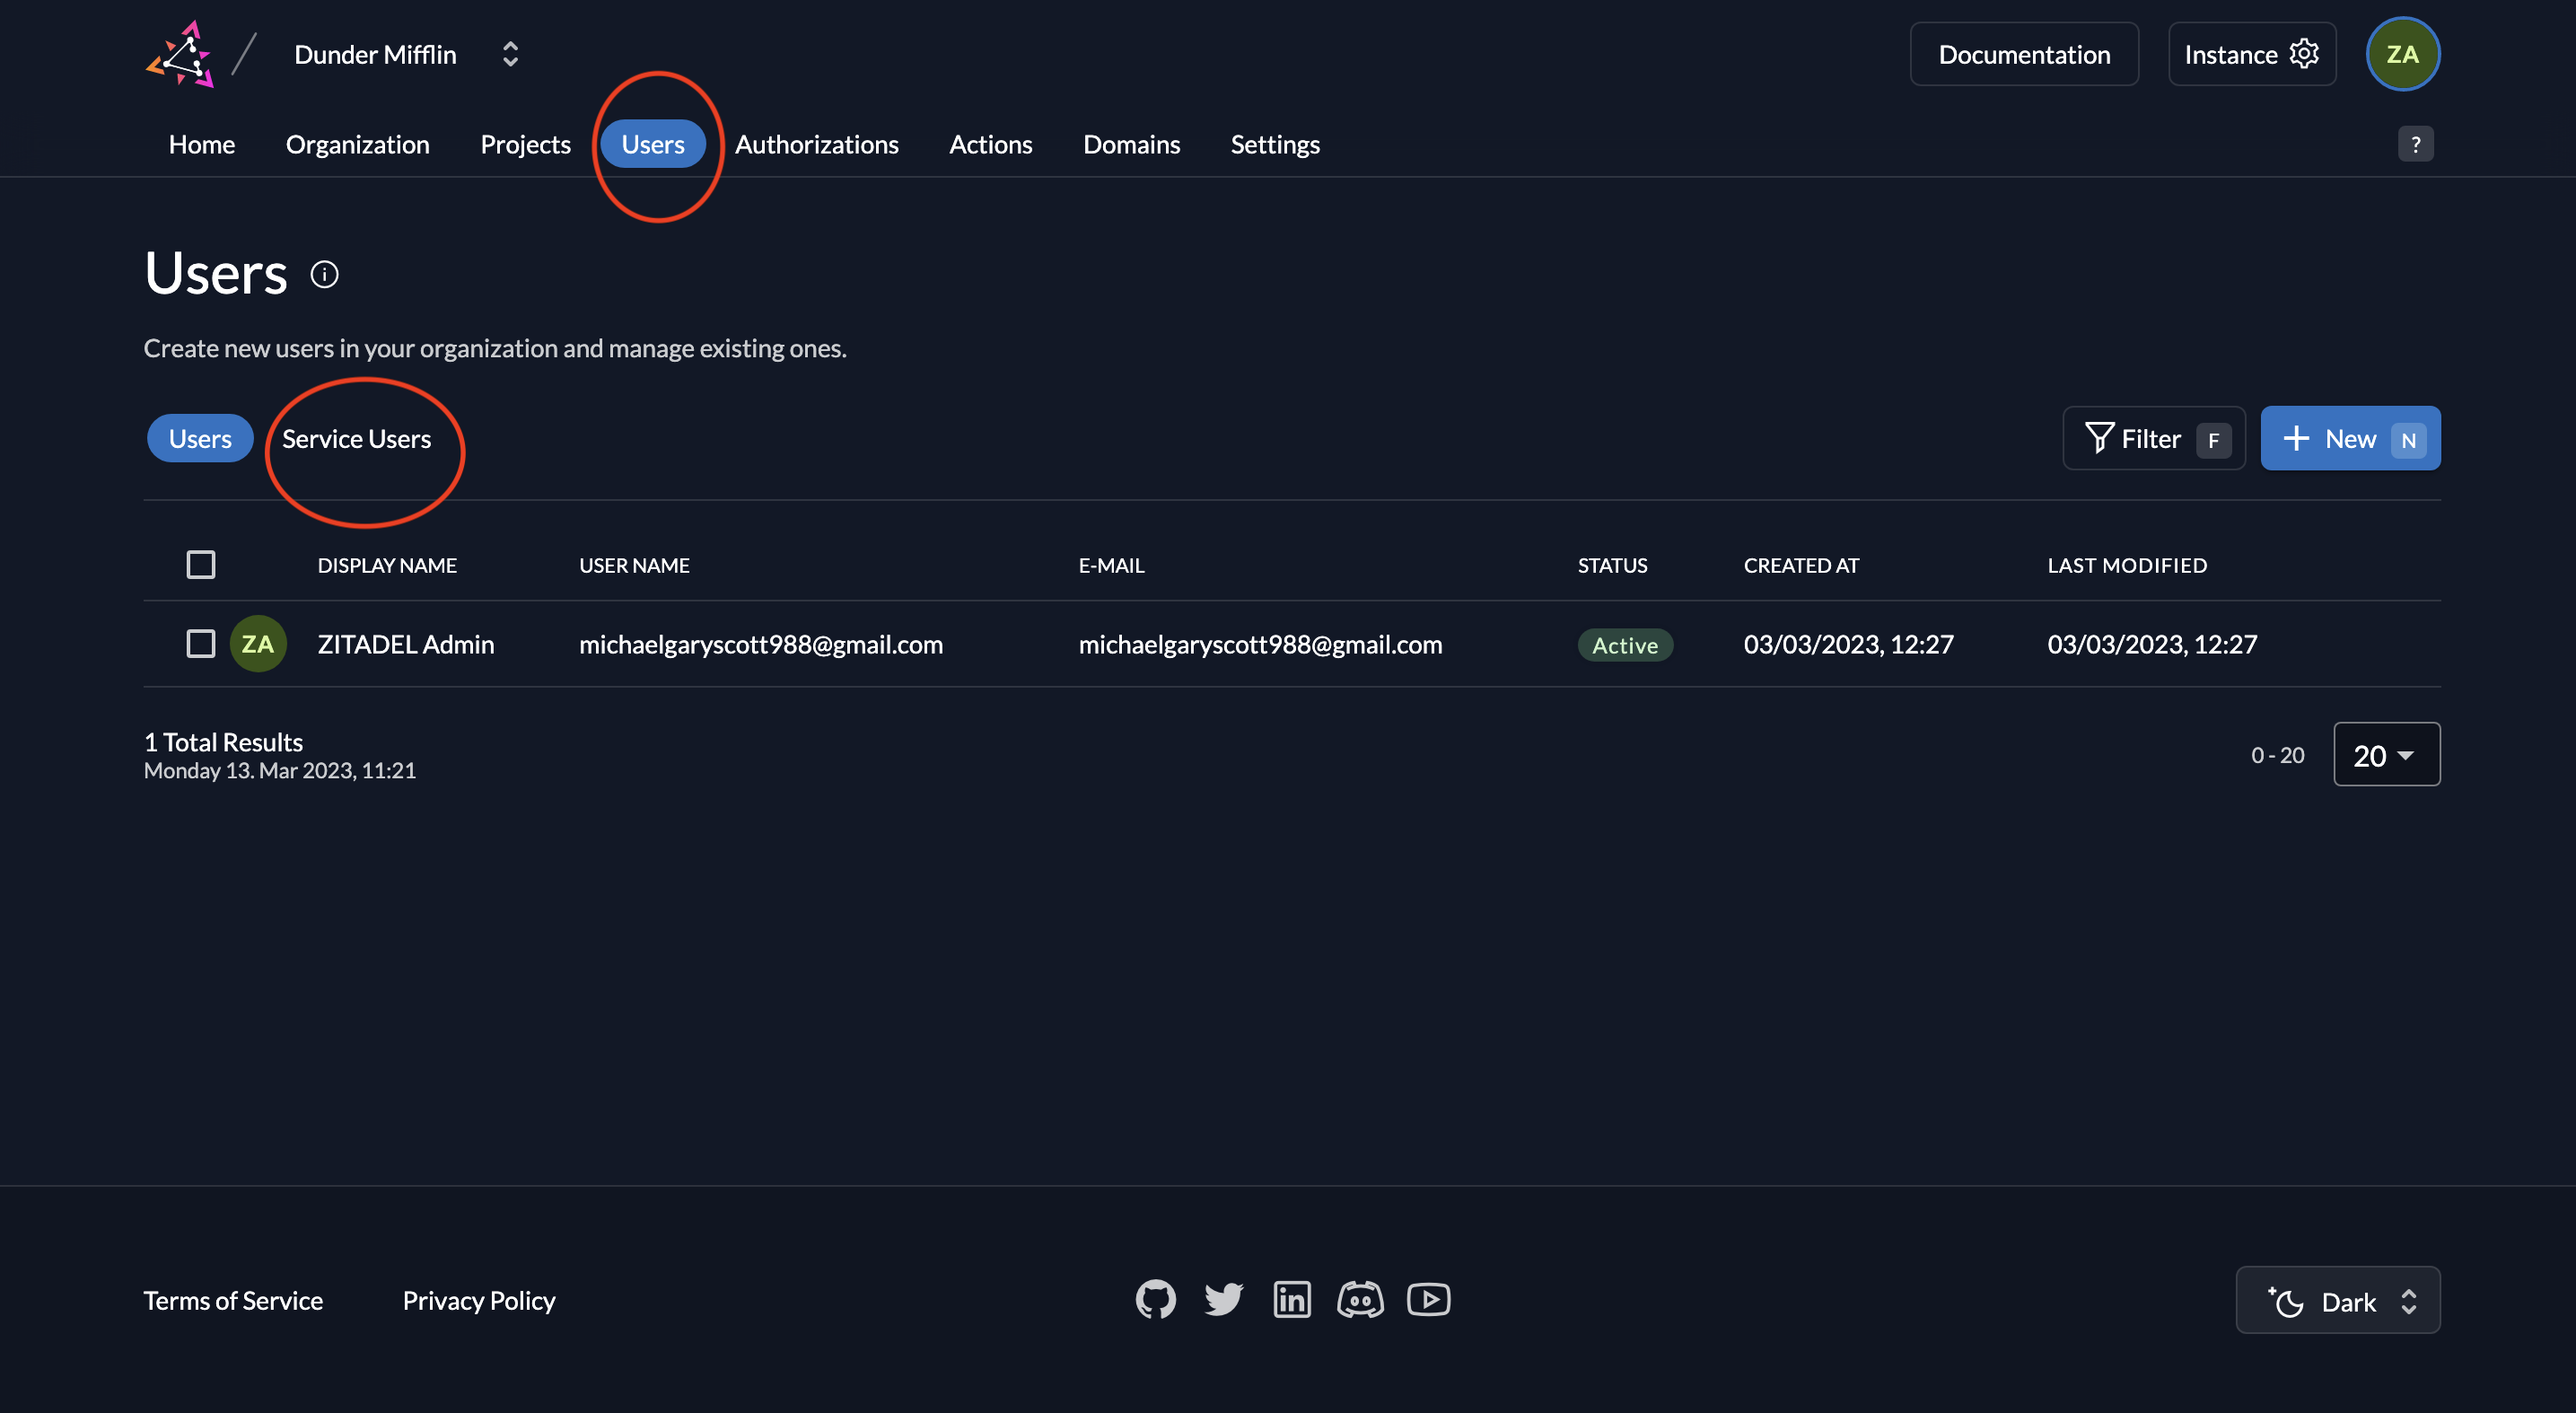 Dunder Mifflin
Documentation
Instance
ZA
Home
Organization
Projects
Users
Authorizations
Actions
Domains
Settings
?
Users
Create new users in your organization and manage existing ones.
Users
Service Users
Filter F
New N
DISPLAY NAME USER NAME E-MAIL STATUS CREATED AT LAST MODIFIED
ZA ZITADEL Admin michaelgaryscott988@gmail.com michaelgaryscott988@gmail.com Active 03/03/2023, 12:27 03/03/2023, 12:27
1 Total Results
Monday 13. Mar 2023, 11:21
0 - 20
20
Terms of Service
Privacy Policy
in
Dark